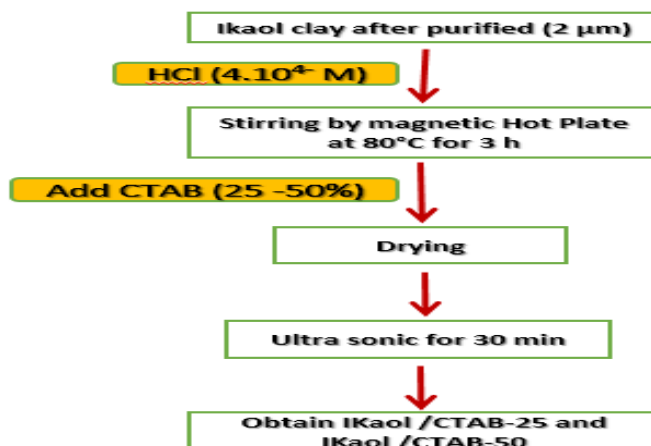 Ikaol clay after purified (2 µm)
HCl (4.10⁴⁻ M)
Stirring by magnetic Hot Plate
at 80°C for 3 h
Add CTAB (25 -50%)
Drying
Ultra sonic for 30 min
Obtain IKaol /CTAB-25 and
IKaol /CTAB-50